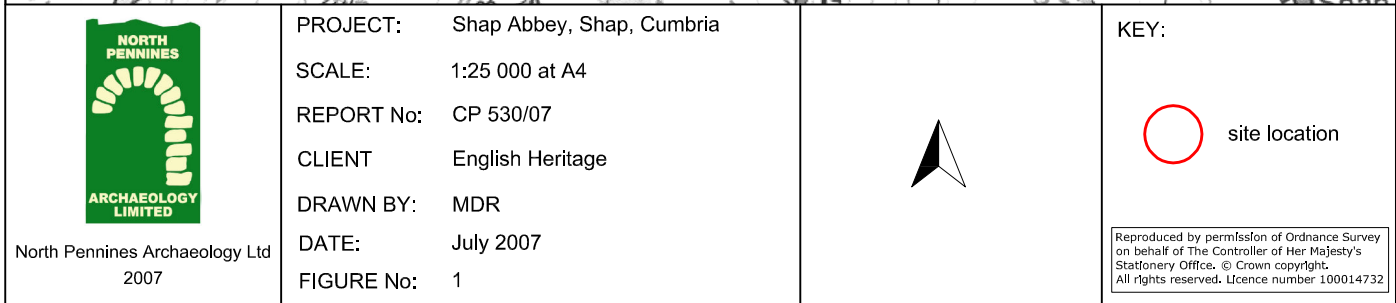 Shap
NORTH
PENNINES
ARCHAEOLOGY
LIMITED
North Pennines Archaeology Ltd
2007
PROJECT: Shap Abbey, Shap, Cumbria
SCALE: 1:25 000 at A4
REPORT No: CP 530/07
CLIENT English Heritage
DRAWN BY: MDR
DATE: July 2007
FIGURE No: 1
KEY:
site location
Reproduced by permission of Ordnance Survey
on behalf of The Controller of Her Majesty's
Stationery Office. © Crown copyright.
All rights reserved. Licence number 100014732